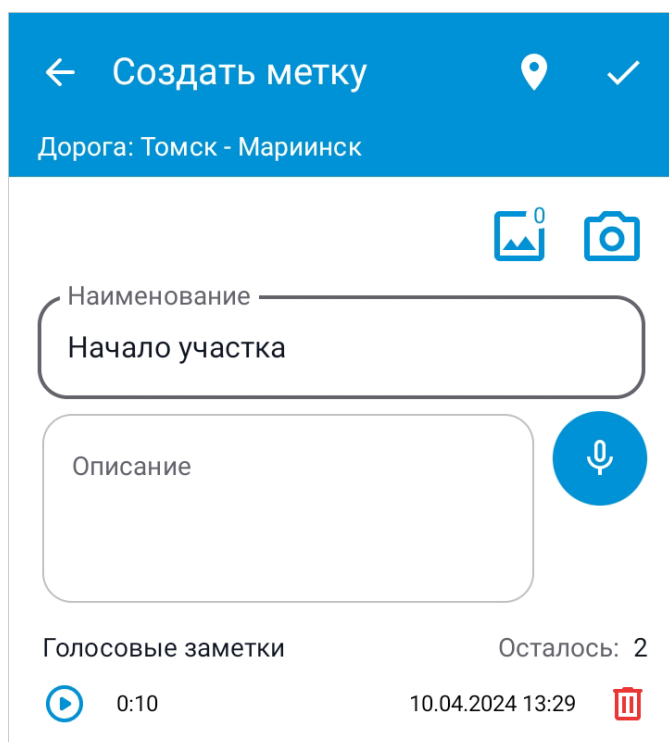 Создать метку
Дорога: Томск - Мариинск
0
Наименование
Начало участка
Описание
Голосовые заметки Осталось: 2
0:10 10.04.2024 13:29